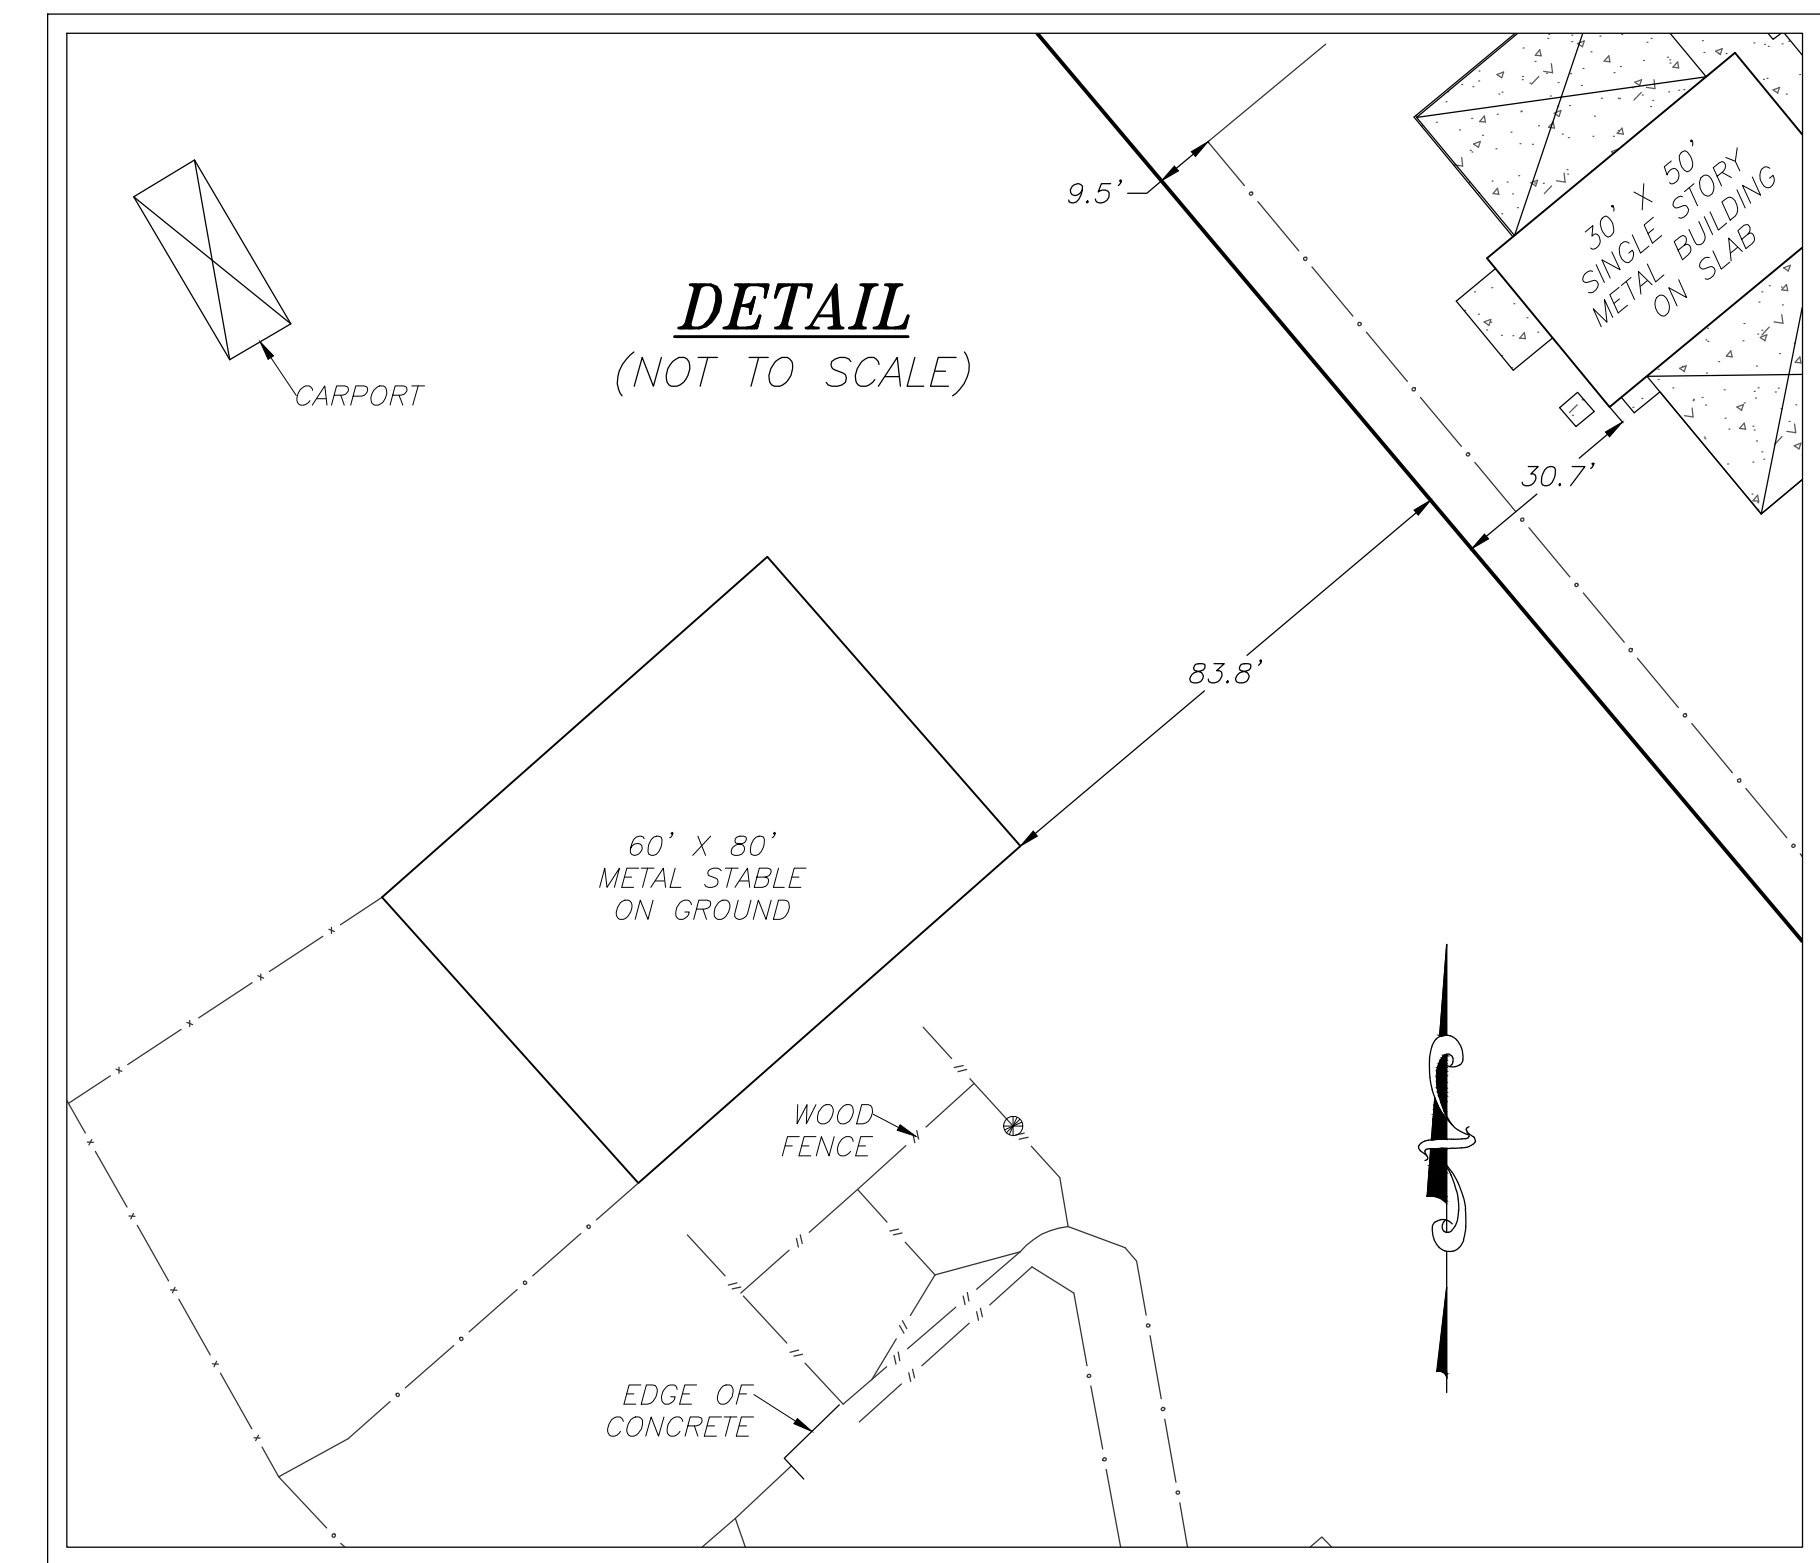 9.5'
30' X 50'
SINGLE STORY
METAL BUILDING
ON SLAB
DETAIL
(NOT TO SCALE)
CARPORT
30.7'
83.8'
60' X 80'
METAL STABLE
ON GROUND
WOOD
FENCE
EDGE OF
CONCRETE